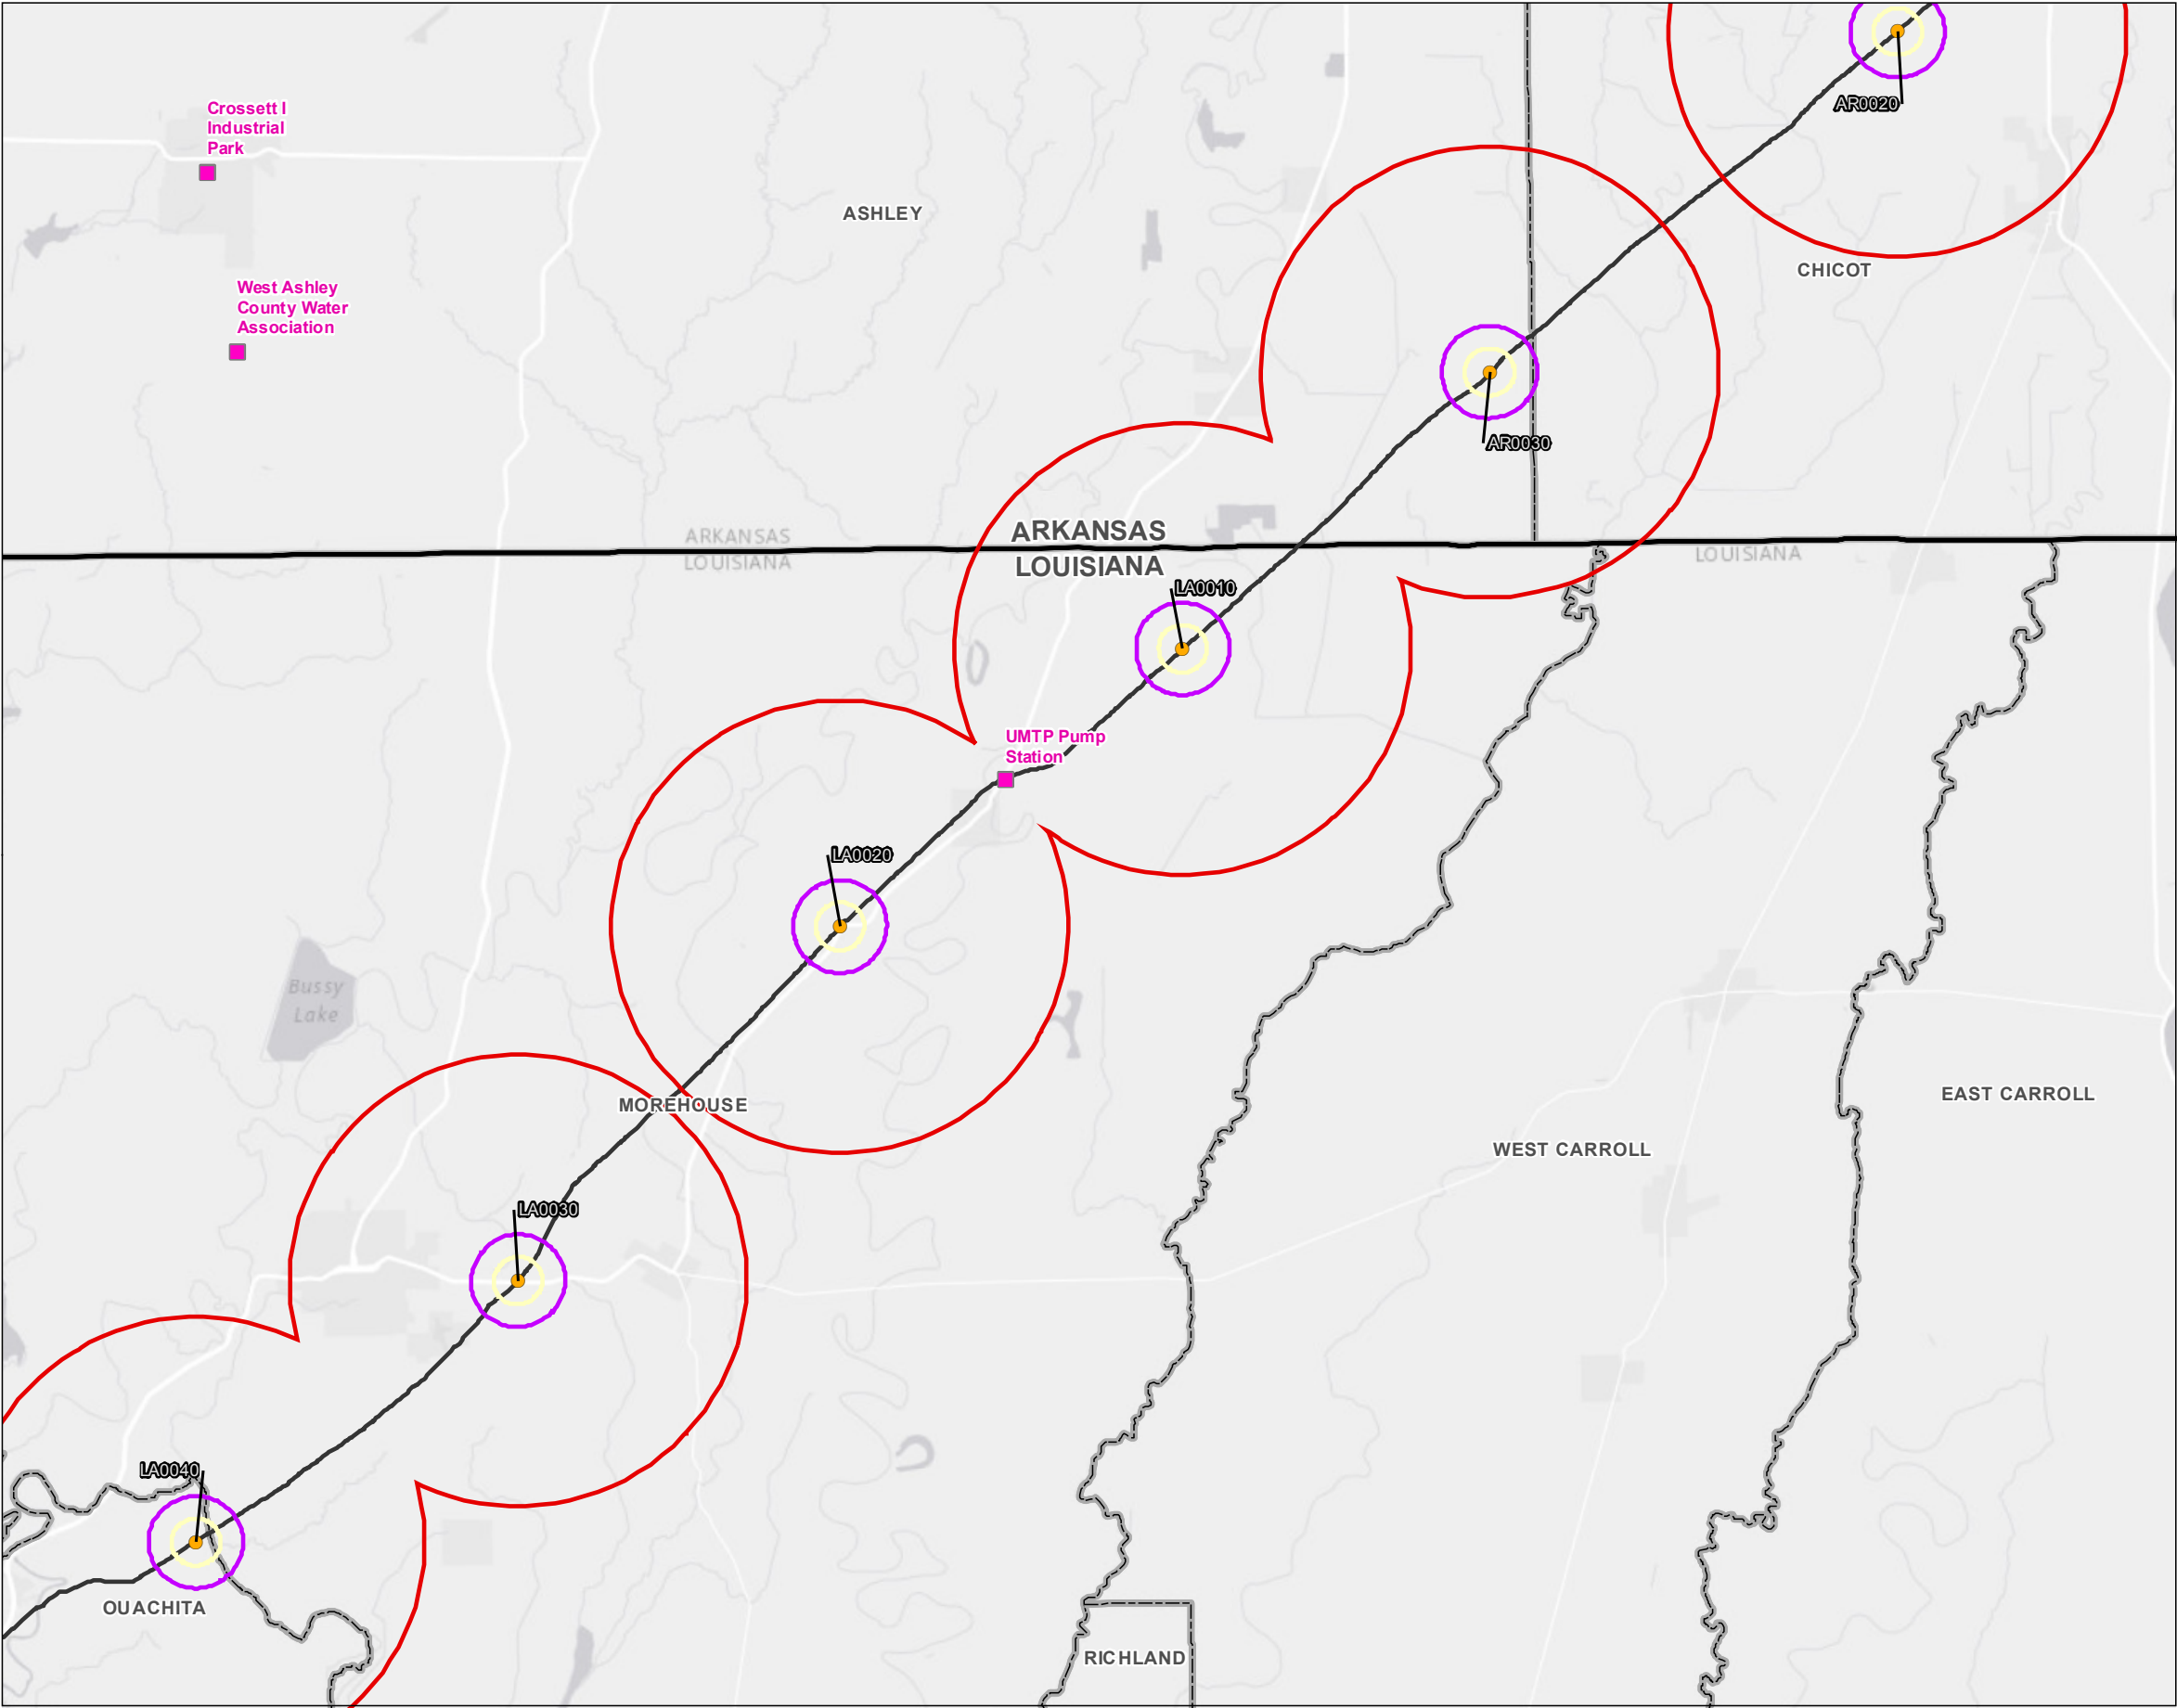 AR0020
Crossett I
Industrial
Park
ASHLEY
CHICOT
West Ashley
County Water
Association
AR0030
ARKANSAS
LOUISIANA
ARKANSAS
LOUISIANA
LOUISIANA
LA0010
UMTP Pump
Station
LA0020
Bussy
Lake
EAST CARROLL
MOREHOUSE
WEST CARROLL
LA0030
LA0040
OUACHITA
RICHLAND